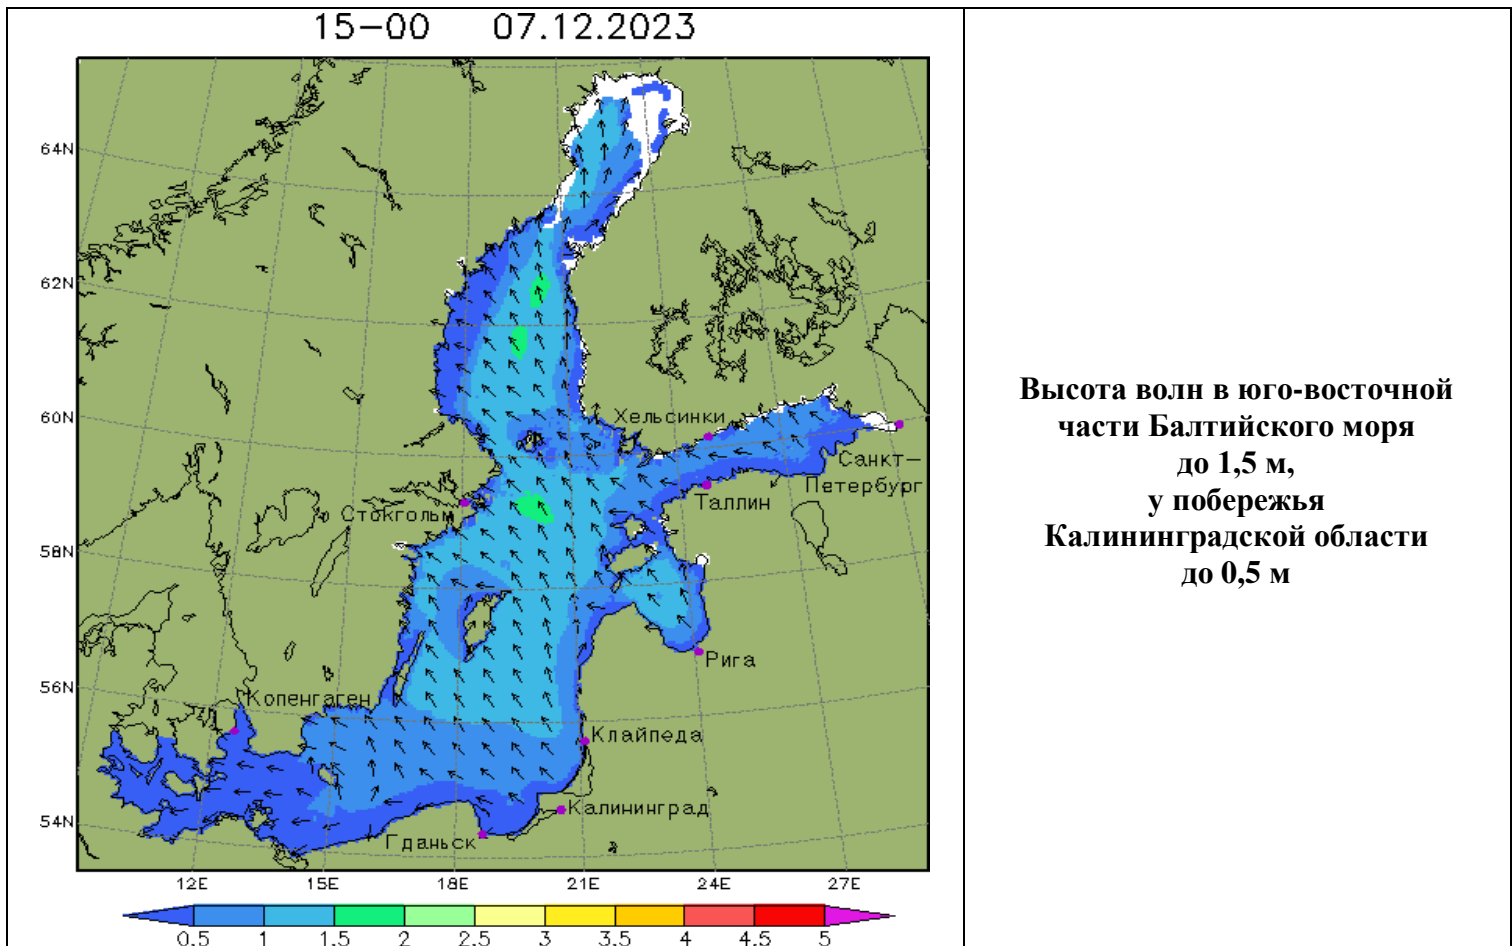 15-00 07.12.2023
64N
62N
60N
58N
56N
54N
Хельсинки
Санкт-
Петербург
Таллин
Стокгольм
Рига
Копенгаген
Клайпеда
Калининград
Гданьск
12E 15E 18E 21E 24E 27E
0.5 1 1.5 2 2.5 3 3.5 4 4.5 5
Высота волн в юго-восточной
части Балтийского моря
до 1,5 м,
у побережья
Калининградской области
до 0,5 м